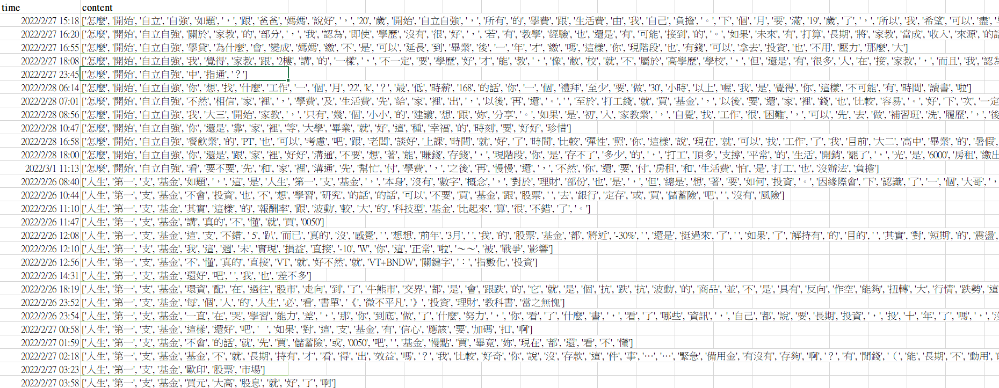 time content
2022/2/27 15:18 ['怎麼', '開始', '自立', '自強', '如題', '，', '跟', '爸爸', '媽媽', '說好', '，', '20', '歲', '開始', '自立自強', '，', '所有', '的', '學費', '跟', '生活費', '由', '我', '自己', '負擔', '。', '下', '個', '月', '要', '滿', '19', '歲', '了', '，', '所以', '我', '希望', '可以', '盡',
2022/2/27 16:20 ['怎麼', '開始', '自立自強', '關於', '家教', '的', '部分', '，', '我', '認為', '即使', '學歷', '沒有', '很', '好', '，', '若', '有', '教學', '經驗', '也', '還是', '有', '可能', '接到', '的', '。', '如果', '未來', '有', '打算', '長期', '將', '家教', '當成', '收入', '來源', '的話
2022/2/27 16:55 ['怎麼', '開始', '自立自強', '學貸', '為什麼', '會', '變成', '媽媽', '繳', '不', '是', '可以', '延長', '到', '畢業', '後', '一', '年', '才', '繳', '嗎', '這樣', '你', '現階段', '也', '有錢', '可以', '拿去', '投資', '也', '不用', '壓力', '那麼', '大']
2022/2/27 18:08 ['怎麼', '開始', '自立自強', '我', '覺得', '家教', '跟', '2樓', '講', '的', '一樣', '，', '不一定', '要', '學歷', '好', '才', '能', '教', '，', '像', '敝', '校', '就', '不', '屬於', '高學歷', '學校', '，', '但', '還是', '有', '很多', '人', '在', '接', '家教', '，', '而且', '我', '認為
2022/2/27 23:45 ['怎麼', '開始', '自立自強', '中', '指通', '？']
2022/2/28 06:14 ['怎麼', '開始', '自立自強', '你', '想', '找', '什麼', '工作', '一', '個', '月', '22', 'k', '？', '最', '低', '時薪', '168', '的話', '你', '一', '個', '禮拜', '至少', '要', '做', '30', '小時', '以上', '喔', '我', '是', '覺得', '你', '這樣', '不可能', '有', '時間', '讀書', '啦']
2022/2/28 07:01 ['怎麼', '開始', '自立自強', '不然', '相信', '家', '裡', '，', '學費', '及', '生活費', '先', '給', '家', '裡', '出', '，', '以後', '再', '還', '。', ' ', '至於', '打工錢', '就', '買', '基金', '，', '以後', '要', '還', '家', '裡', '錢', '也', '比較', '容易', '。', '好', '下', '次', '一定
2022/2/28 08:56 ['怎麼', '開始', '自立自強', '我', '大三', '開始', '家教', '，', '只有', '幾', '個', '小小', '的', '建議', '想', '跟', '妳', '分享', '。', '如果', '是', '初', '入', '家教業', '，', '自覺', '找', '工作', '很', '困難', '，', '可以', '先', '去', '做', '補習班', '洗', '履歷', '，', '後
2022/2/28 10:47 ['怎麼', '開始', '自立自強', '你', '還是', '靠', '家', '裡', '等', '大學', '畢業', '就', '好', '這', '種', '幸福', '的', '時刻', '要', '好好', '珍惜']
2022/2/28 16:58 ['怎麼', '開始', '自立自強', '餐飲業', '的', 'PT', '也', '可以', '考慮', '吧', '跟', '老闆', '談好', '上課', '時間', '就', '好', '了', '時間', '比較', '彈性', '照', '你', '這樣', '說', '現在', '就', '可以', '找', '工作', '了', '我', '目前', '大二', '高中', '畢業', '的', '暑假',
2022/2/28 18:00 ['怎麼', '開始', '自立自強', '你', '還是', '跟', '家', '裡', '好好', '溝通', '不要', '想', '著', '能', '賺錢', '存錢', '，', '現階段', '你', '是', '存不了', '多少', '的', '，', '打工', '頂多', '支撐', '平常', '的', '生活', '開銷', '罷了', '，', '光', '是', '6000', '房租', '繳出
2022/3/1 11:13 ['怎麼', '開始', '自立自強', '看', '要不要', '先', '和', '家', '裡', '溝通', '先', '幫忙', '付', '學費', '，', '之後', '再', '慢慢', '還', '，', '不然', '你', '還', '要', '付', '房租', '和', '生活費', '怕', '是', '打工', '也', '沒辦法', '負擔']
2022/2/26 08:40 ['人生', '第一', '支', '基金', '如題', '，', '這', '是', '人生', '第一', '支', '基金', '，', '本身', '沒有', '數字', '概念', '，', '對於', '理財', '部份', '也', '是', '，', '但', '總是', '想', '著', '要', '如何', '投資', '。', '因緣際會', '下', '認識', '了', '一', '個', '大哥', '，
2022/2/26 10:44 ['人生', '第一', '支', '基金', '不會', '投資', '也', '不', '想', '學習', '研究', '的話', '的話', '可以', '不要', '買', '基金', '跟', '股票', ' ', '去', '銀行', '定存', '或', '買', '儲蓄險', '吧', ' ', '沒有', '風險']
2022/2/26 11:10 ['人生', '第一', '支', '基金', '其實', '這樣', '的', '報酬率', '跟', '波動', '較', '大', '的', '科技型', '基金', '比起來', '算', '很', '不錯', '了', '。']
2022/2/26 11:47 ['人生', '第一', '支', '基金', '講', '真的', '不', '懂', '就', '買', '0050']
2022/2/26 12:08 ['人生', '第一', '支', '基金', '這', '支', '不錯', ' 5', '趴', '而已', '真的', '沒', '感覺', ' ', '想想', '前年', '3月', ' ', '我', '的', '股票', '基金', '都', '將近', '-30%', ' ', '還是', '挺過來', '了', ' ', '如果', '了', '解持有', '的', '目的', ' ', '其實', '對', '短期', '的', '震盪',
2022/2/26 12:10 ['人生', '第一', '支', '基金', '我', '這', '週', '未', '實現', '損益', '直接', '-10', 'W', '你', '這', '正常', '啦', '～～', '被', '戰爭', '影響']
2022/2/26 12:56 ['人生', '第一', '支', '基金', '不', '懂', '真的', '直接', 'VT', '就', '好不然', '就', 'VT+BNDW', '關鍵字', '：', '指數化', '投資']
2022/2/26 14:31 ['人生', '第一', '支', '基金', '還好', '吧', ' ', '我', '也', '差不多']
2022/2/26 18:19 ['人生', '第一', '支', '基金', '環資', '配', '在', '過往', '股市', '走向', '到', '了', '牛熊市', '交界', '都', '是', '會', '跟跌', '的', '它', '就', '是', '個', '抗', '跌', '抗', '波動', '的', '商品', '並', '不', '是', '具有', '反向', '作空', '能夠', '扭轉', '大', '行情', '跌勢', '這
2022/2/26 23:52 ['人生', '第一', '支', '基金', '每', '個', '人', '的', '人生', '必', '看', '書單', '《', '微不平凡', '》', '投資', '理財', '教科書', '當之無愧']
2022/2/26 23:54 ['人生', '第一', '支', '基金', '一直', '在', '哭', '學習', '能力', '差', '，', '那', '你', '到底', '做', '了', '什麼', '努力', '，', '你', '看', '了', '什麼', '書', '，', '看', '了', '哪些', '資訊', '，', '自己', '都', '說', '要', '長期', '投資', '，', '投', '十', '年', '了', '嗎', '，', '沒
2022/2/27 00:58 ['人生', '第一', '支', '基金', '這樣', '還好', '吧', '  ', '如果', '對', '這', '支', '基金', '有', '信心', '應該', '要', '加碼', '扣', '啊']
2022/2/27 01:59 ['人生', '第一', '支', '基金', '不會', '的話', '就', '先', '買', '儲蓄險', '或', '0050', '吧', ' ', '基金', '慢點', '買', '畢竟', '妳', '現在', '都', '還', '看', '不', '懂']
2022/2/27 02:18 ['人生', '第一', '支', '基金', '基金', '不', '就', '長期', '持有', '才', '看', '得', '出', '效益', '嗎', '？', '我', '比較', '好奇', '你', '說', '沒', '存款', '這', '件', '事', '…', '…', '緊急', '備用金', '有沒有', '存夠', '啊', '？', '有', '閒錢', '（', '能', '長期', '不', '動用',
2022/2/27 03:23 ['人生', '第一', '支', '基金', '歐印', '股票', '市場']
2022/2/27 03:58 ['人生', '第一', '支', '基金', '買元', '大高', '股息', '就', '好', '了', '啊']